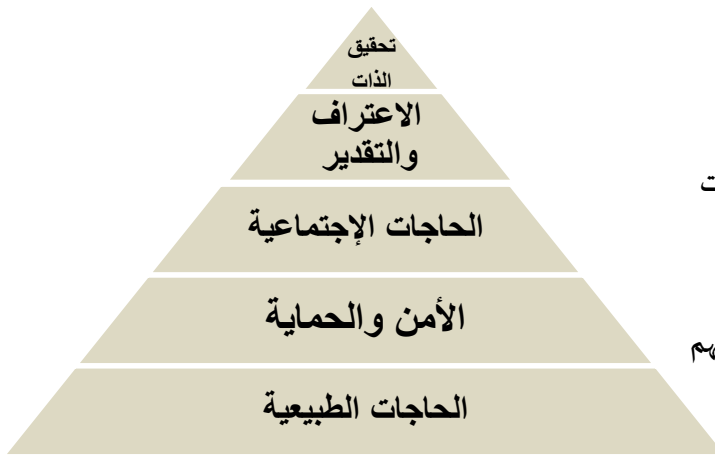 تحقيق
الذات
الاعتراف
والتقدير
الحاجات الإجتماعية
الأمن والحماية
الحاجات الطبيعية